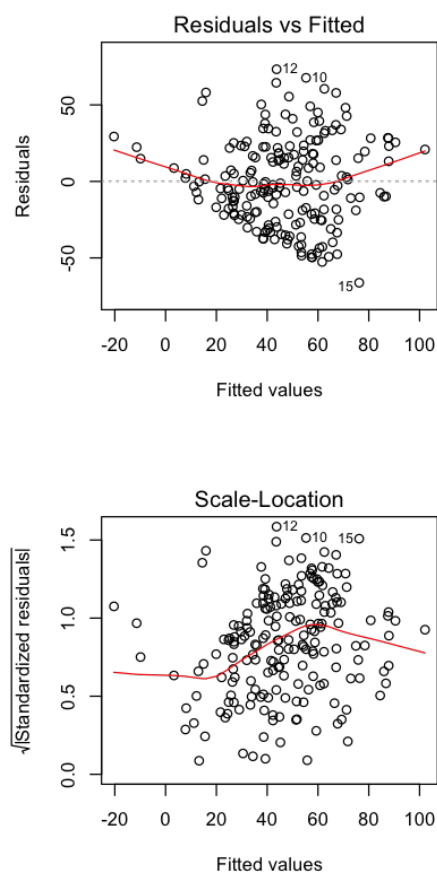 Residuals vs Fitted
Residuals
50
0
-50
12
10
15
-20 0 20 40 60 80 100
Fitted values
Scale-Location
√|Standardized residuals|
1.5
1.0
0.5
0.0
12
10
15
-20 0 20 40 60 80 100
Fitted values